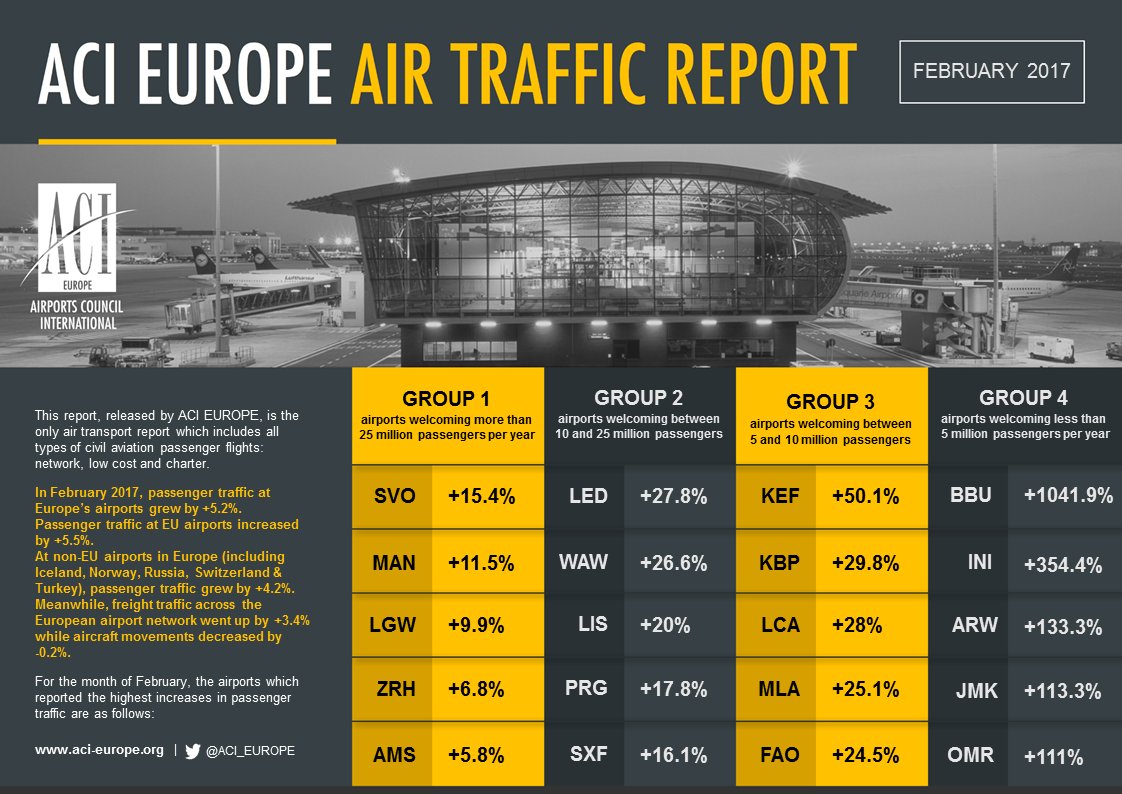 ACI EUROPE AIR TRAFFIC REPORT
FEBRUARY 2017
ACI
EUROPE
AIRPORTS COUNCIL
INTERNATIONAL
Lufthansa
This report, released by ACI EUROPE, is the
only air transport report which includes all
types of civil aviation passenger flights:
network, low cost and charter.
In February 2017, passenger traffic at
Europe's airports grew by +5.2%.
Passenger traffic at EU airports increased
by +5.5%.
At non-EU airports in Europe (including
Iceland, Norway, Russia, Switzerland &
Turkey), passenger traffic grew by +4.2%.
Meanwhile, freight traffic across the
European airport network went up by +3.4%
while aircraft movements decreased by
-0.2%.
For the month of February, the airports which
reported the highest increases in passenger
traffic are as follows:
www.aci-europe.org | @ACI_EUROPE
GROUP 1
airports welcoming more than
25 million passengers per year
SVO +15.4%
MAN +11.5%
LGW +9.9%
ZRH +6.8%
AMS +5.8%
GROUP 2
airports welcoming between
10 and 25 million passengers
LED +27.8%
WAW +26.6%
LIS +20%
PRG +17.8%
SXF +16.1%
GROUP 3
airports welcoming between
5 and 10 million passengers
KEF +50.1%
KBP +29.8%
LCA +28%
MLA +25.1%
FAO +24.5%
GROUP 4
airports welcoming less than
5 million passengers per year
BBU +1041.9%
INI +354.4%
ARW +133.3%
JMK +113.3%
OMR +111%